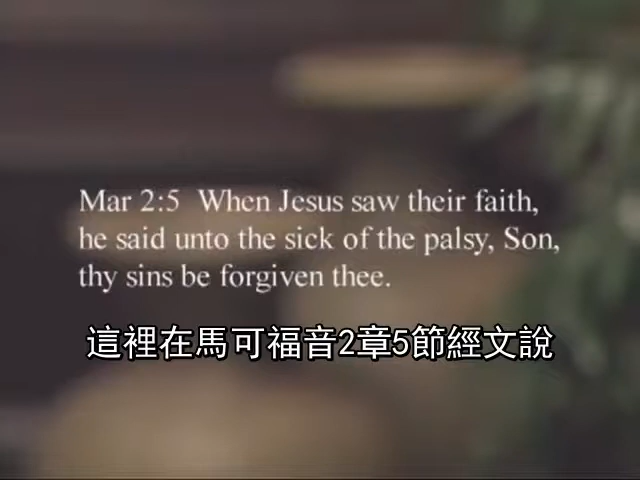 Mar 2:5  When Jesus saw their faith,
he said unto the sick of the palsy, Son,
thy sins be forgiven thee.
這裡在馬可福音2章5節經文說